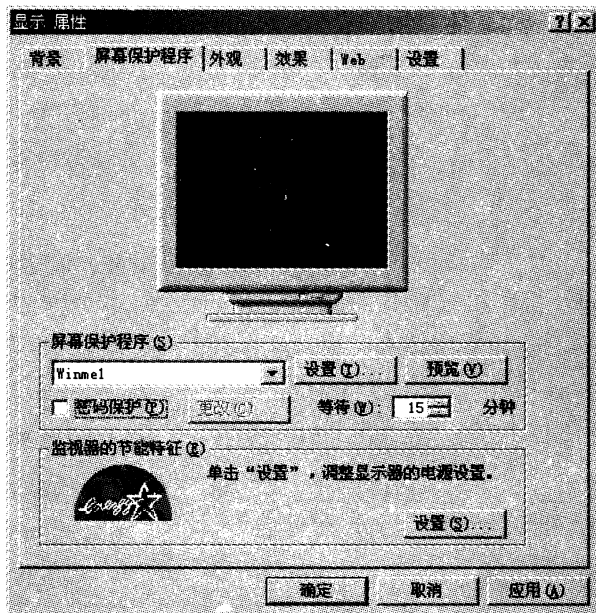 显示 属性
背景 屏幕保护程序 外观 效果 Web 设置
屏幕保护程序(S)
Winme1 设置(T)... 预览(V)
密码保护(P) 更改(C)... 等待(W): 15 分钟
监视器的节能特征(E)
单击“设置”，调整显示器的电源设置。
energy
设置(S)...
确定 取消 应用(A)